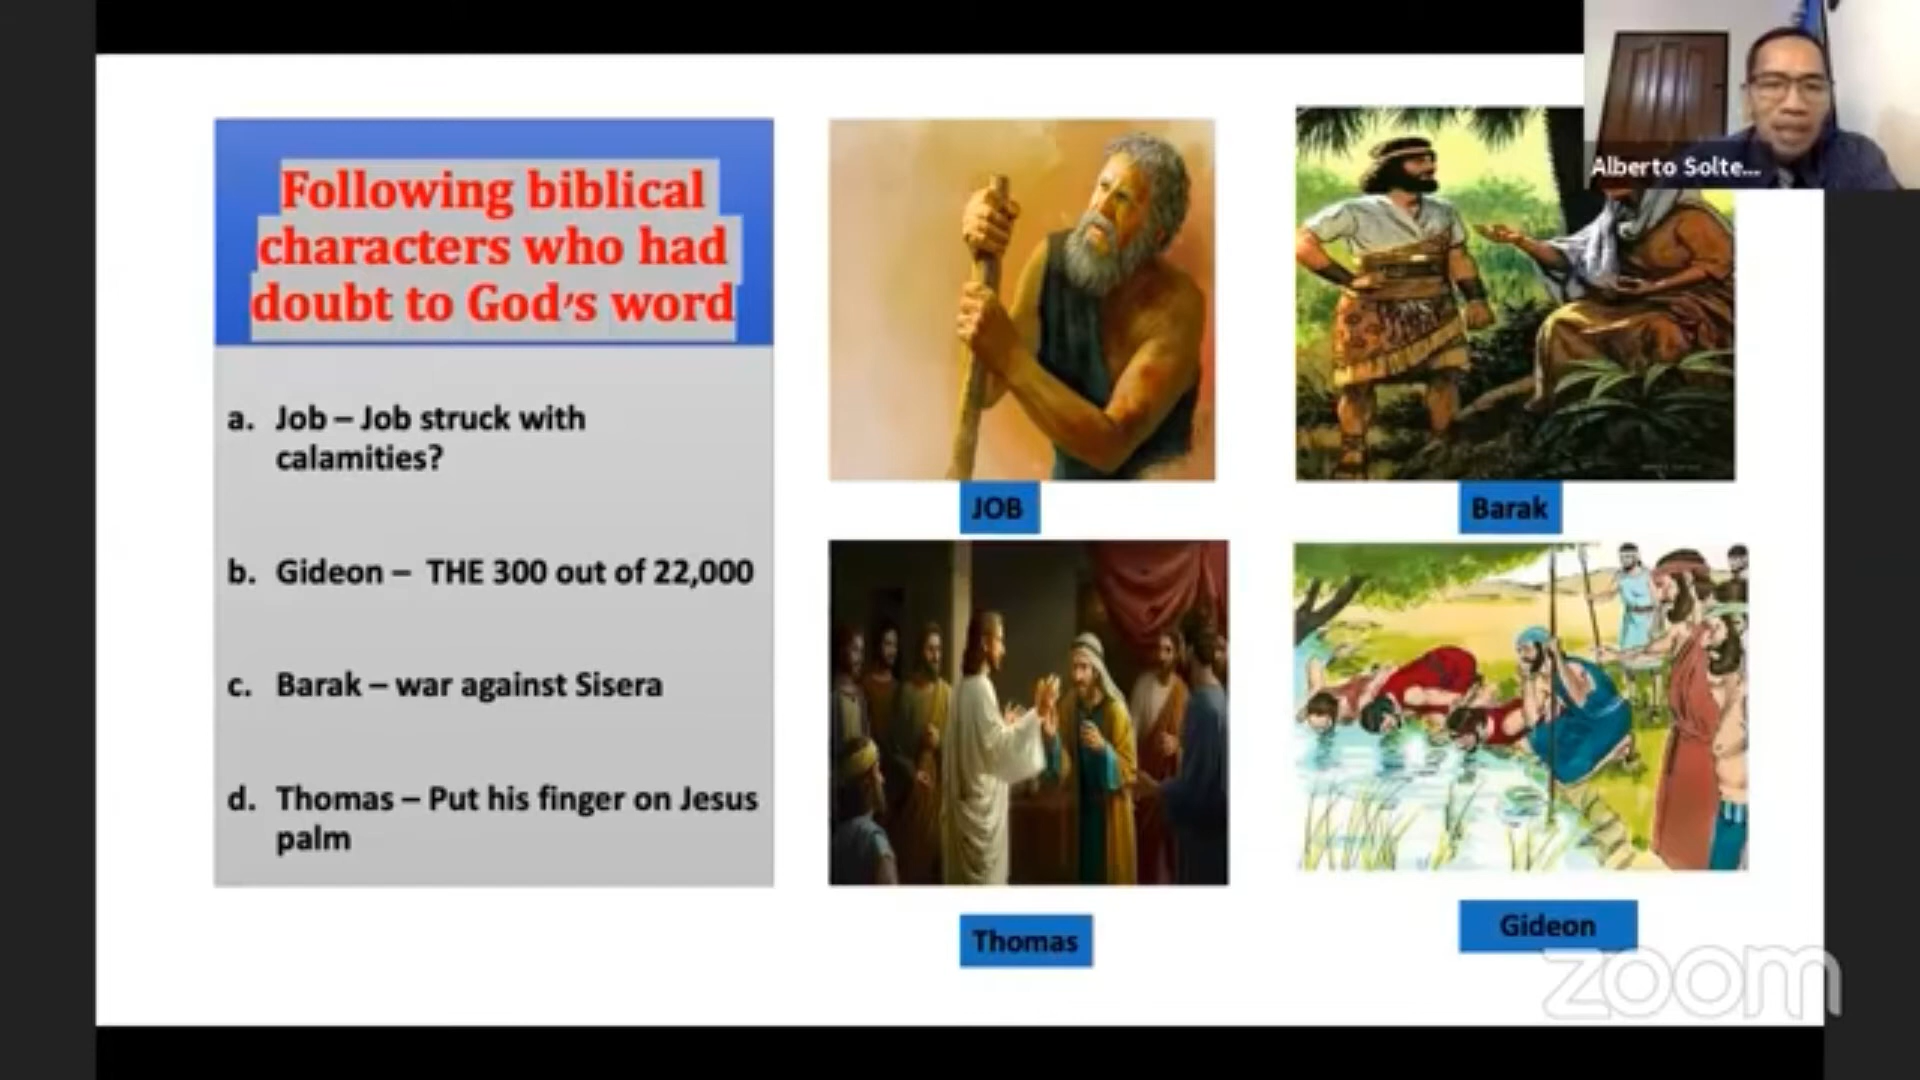 Following biblical
characters who had
doubt to God's word
a. Job – Job struck with
calamities?
b. Gideon – THE 300 out of 22,000
c. Barak – war against Sisera
d. Thomas – Put his finger on Jesus
palm
JOB
Barak
Thomas
Gideon
Alberto Solte...
zoom